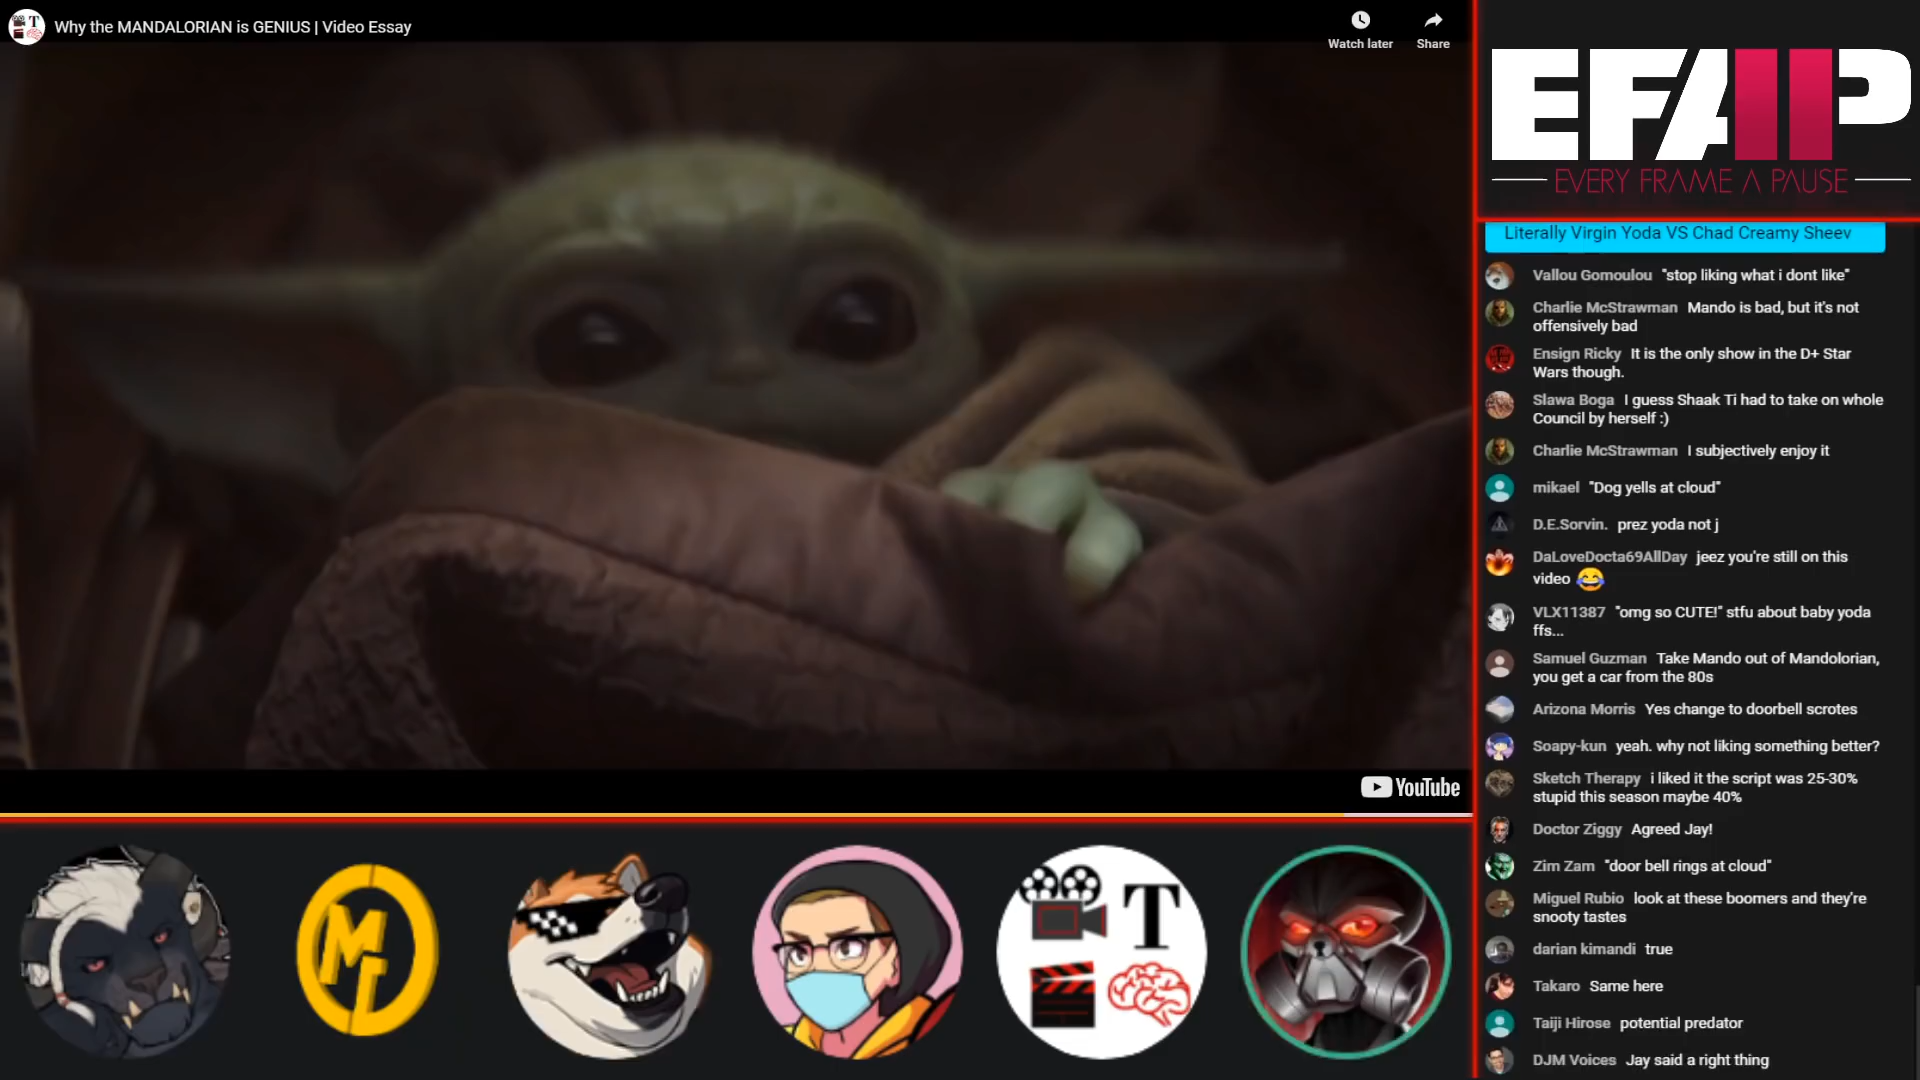 Why the MANDALORIAN is GENIUS | Video Essay
Watch later
Share
YouTube
EFAP
EVERY FRAME A PAUSE
Literally Virgin Yoda VS Chad Creamy Sheev
Vallou Gomoulou "stop liking what i dont like"
Charlie McStrawman Mando is bad, but it's not
offensively bad
Ensign Ricky It is the only show in the D+ Star
Wars though.
Slawa Boga I guess Shaak Ti had to take on whole
Council by herself :)
Charlie McStrawman I subjectively enjoy it
mikael "Dog yells at cloud"
D.E.Sorvin. prez yoda not j
DaLoveDocta69AllDay jeez you're still on this
video 😂
VLX11387 "omg so CUTE!" stfu about baby yoda
ffs...
Samuel Guzman Take Mando out of Mandolorian,
you get a car from the 80s
Arizona Morris Yes change to doorbell scrotes
Soapy-kun yeah. why not liking something better?
Sketch Therapy i liked it the script was 25-30%
stupid this season maybe 40%
Doctor Ziggy Agreed Jay!
Zim Zam "door bell rings at cloud"
Miguel Rubio look at these boomers and they're
snooty tastes
darian kimandi true
Takaro Same here
Taiji Hirose potential predator
DJM Voices Jay said a right thing
T